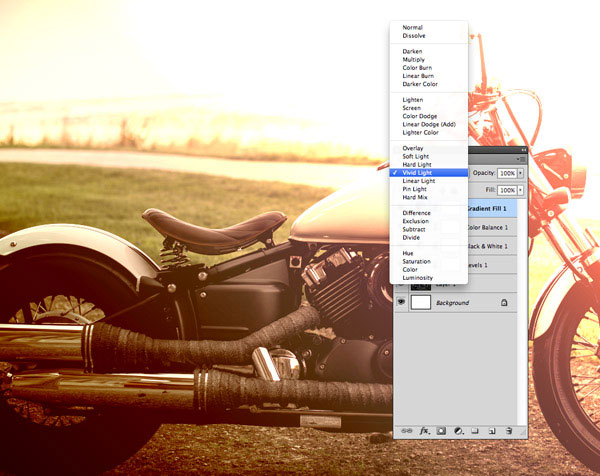 Normal
Dissolve
Darken
Multiply
Color Burn
Linear Burn
Darker Color
Lighten
Screen
Color Dodge
Linear Dodge (Add)
Lighter Color
Overlay
Soft Light
Hard Light
✓ Vivid Light
Linear Light
Pin Light
Hard Mix
Difference
Exclusion
Subtract
Divide
Hue
Saturation
Color
Luminosity
Opacity: 100%
Fill: 100%
Gradient Fill 1
Color Balance 1
Black & White 1
Levels 1
Layer 1
Background
fx